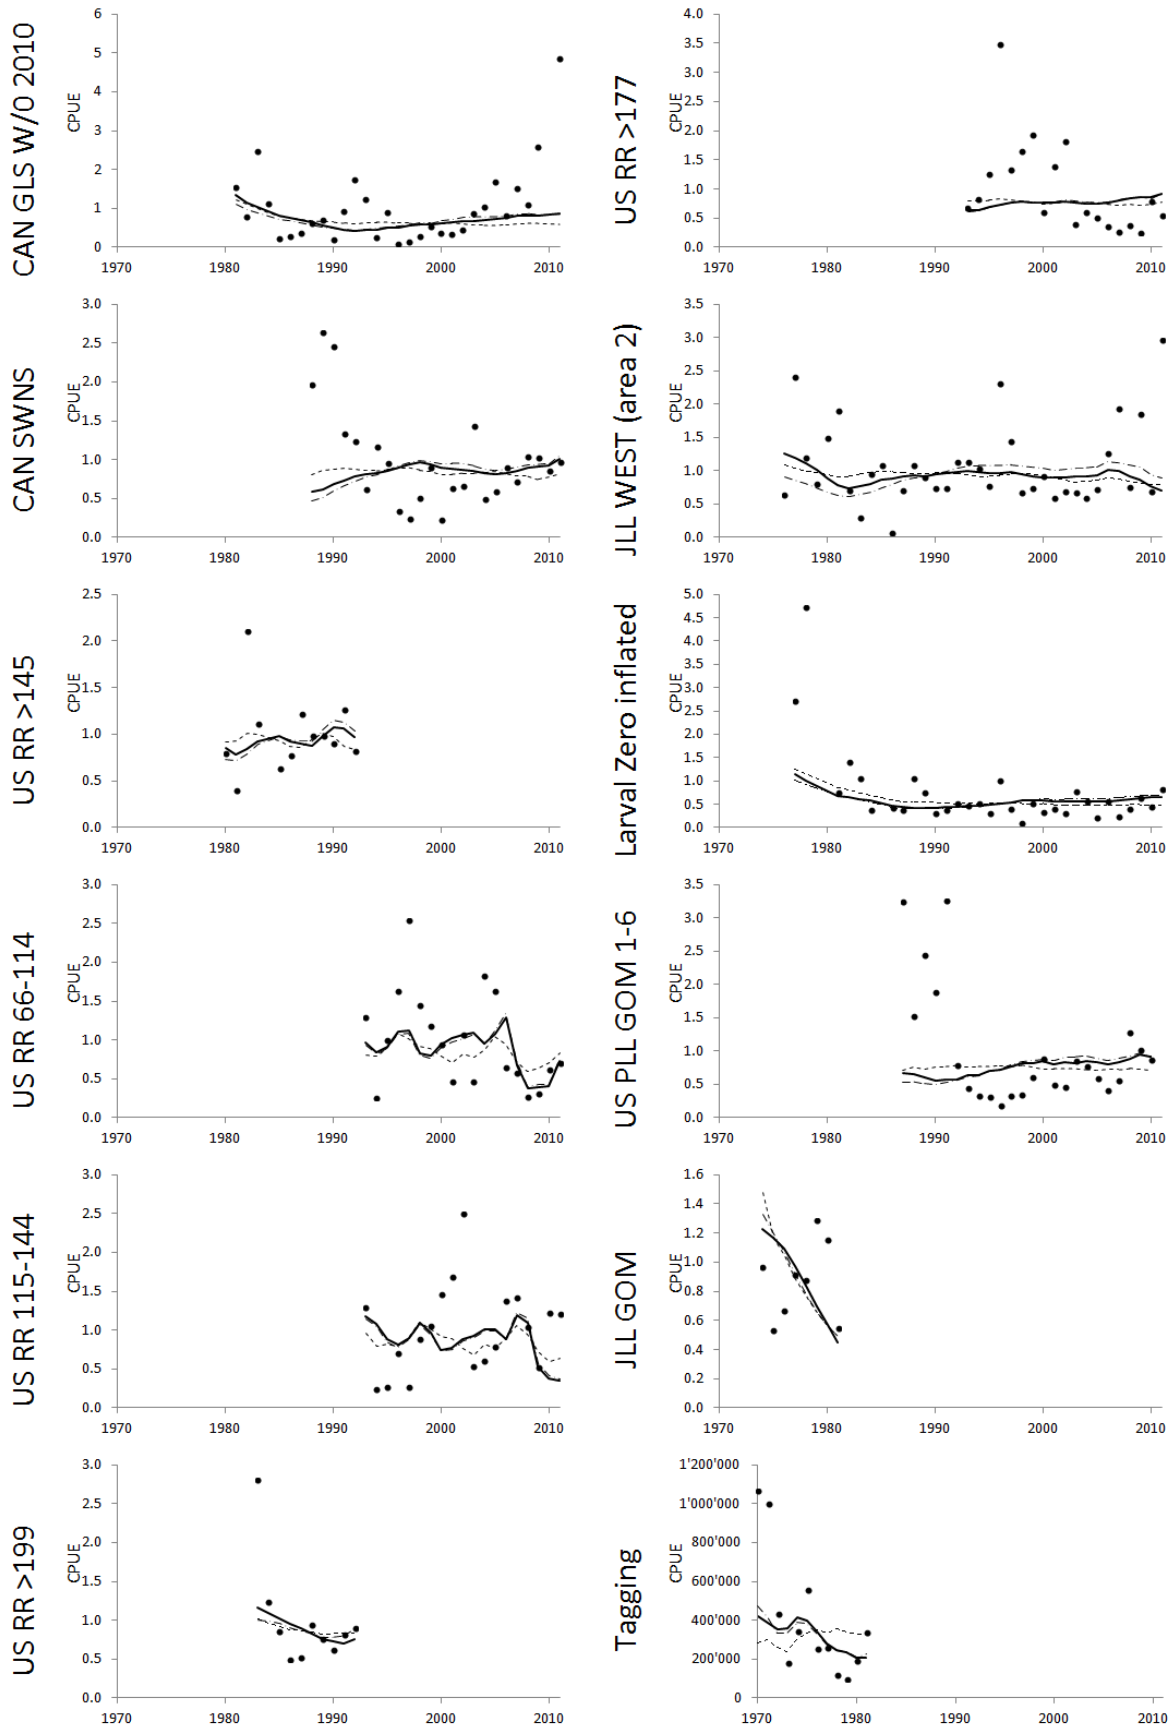 CAN GLS W/0 2010
CPUE
6
5
4
3
2
1
0
1970 1980 1990 2000 2010
US RR >177
CPUE
4.0
3.5
3.0
2.5
2.0
1.5
1.0
0.5
0.0
1970 1980 1990 2000 2010
CAN SWNS
CPUE
3.0
2.5
2.0
1.5
1.0
0.5
0.0
1970 1980 1990 2000 2010
JLL WEST (area 2)
CPUE
3.5
3.0
2.5
2.0
1.5
1.0
0.5
0.0
1970 1980 1990 2000 2010
US RR >145
CPUE
2.5
2.0
1.5
1.0
0.5
0.0
1970 1980 1990 2000 2010
Larval Zero inflated
CPUE
5.0
4.5
4.0
3.5
3.0
2.5
2.0
1.5
1.0
0.5
0.0
1970 1980 1990 2000 2010
US RR 66-114
CPUE
3.0
2.5
2.0
1.5
1.0
0.5
0.0
1970 1980 1990 2000 2010
US PLL GOM 1-6
CPUE
3.5
3.0
2.5
2.0
1.5
1.0
0.5
0.0
1970 1980 1990 2000 2010
US RR 115-144
CPUE
3.0
2.5
2.0
1.5
1.0
0.5
0.0
1970 1980 1990 2000 2010
JLL GOM
CPUE
1.6
1.4
1.2
1.0
0.8
0.6
0.4
0.2
0.0
1970 1980 1990 2000 2010
US RR >199
CPUE
3.0
2.5
2.0
1.5
1.0
0.5
0.0
1970 1980 1990 2000 2010
Tagging
CPUE
1'200'000
1'000'000
800'000
600'000
400'000
200'000
0
1970 1980 1990 2000 2010